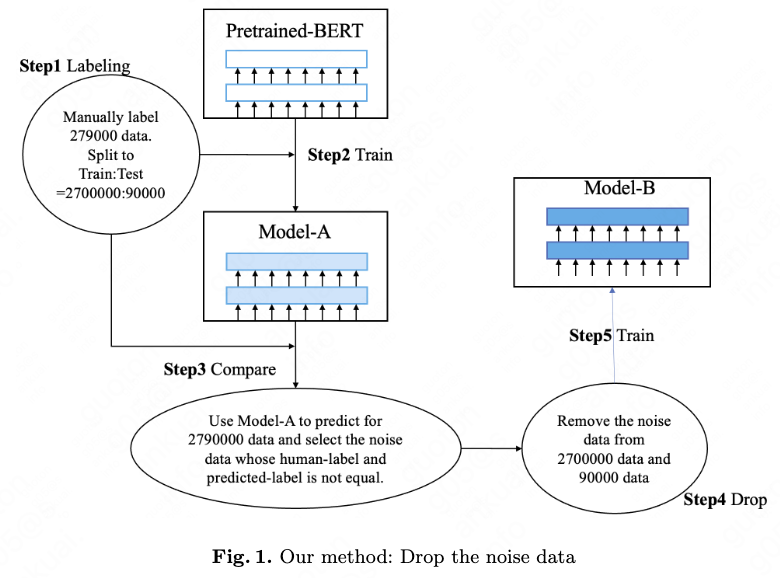 Pretrained-BERT
Step1 Labeling
Manually label
279000 data.
Split to
Train:Test
=2700000:90000
Step2 Train
Model-A
Model-B
Step3 Compare
Step5 Train
Use Model-A to predict for
2790000 data and select the noise
data whose human-label and
predicted-label is not equal.
Remove the noise
data from
2700000 data and
90000 data
Step4 Drop
Fig. 1. Our method: Drop the noise data